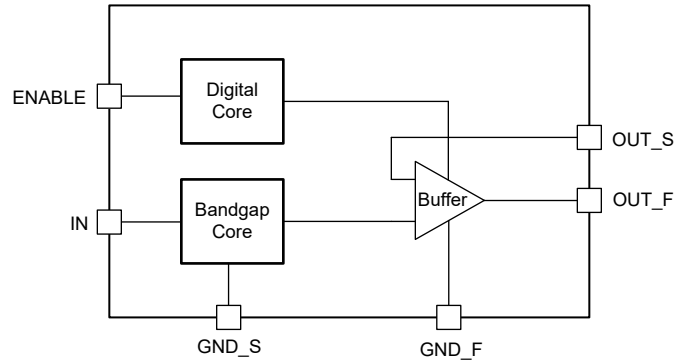 ENABLE
Digital
Core
OUT_S
IN
Bandgap
Core
Buffer
OUT_F
GND_S
GND_F